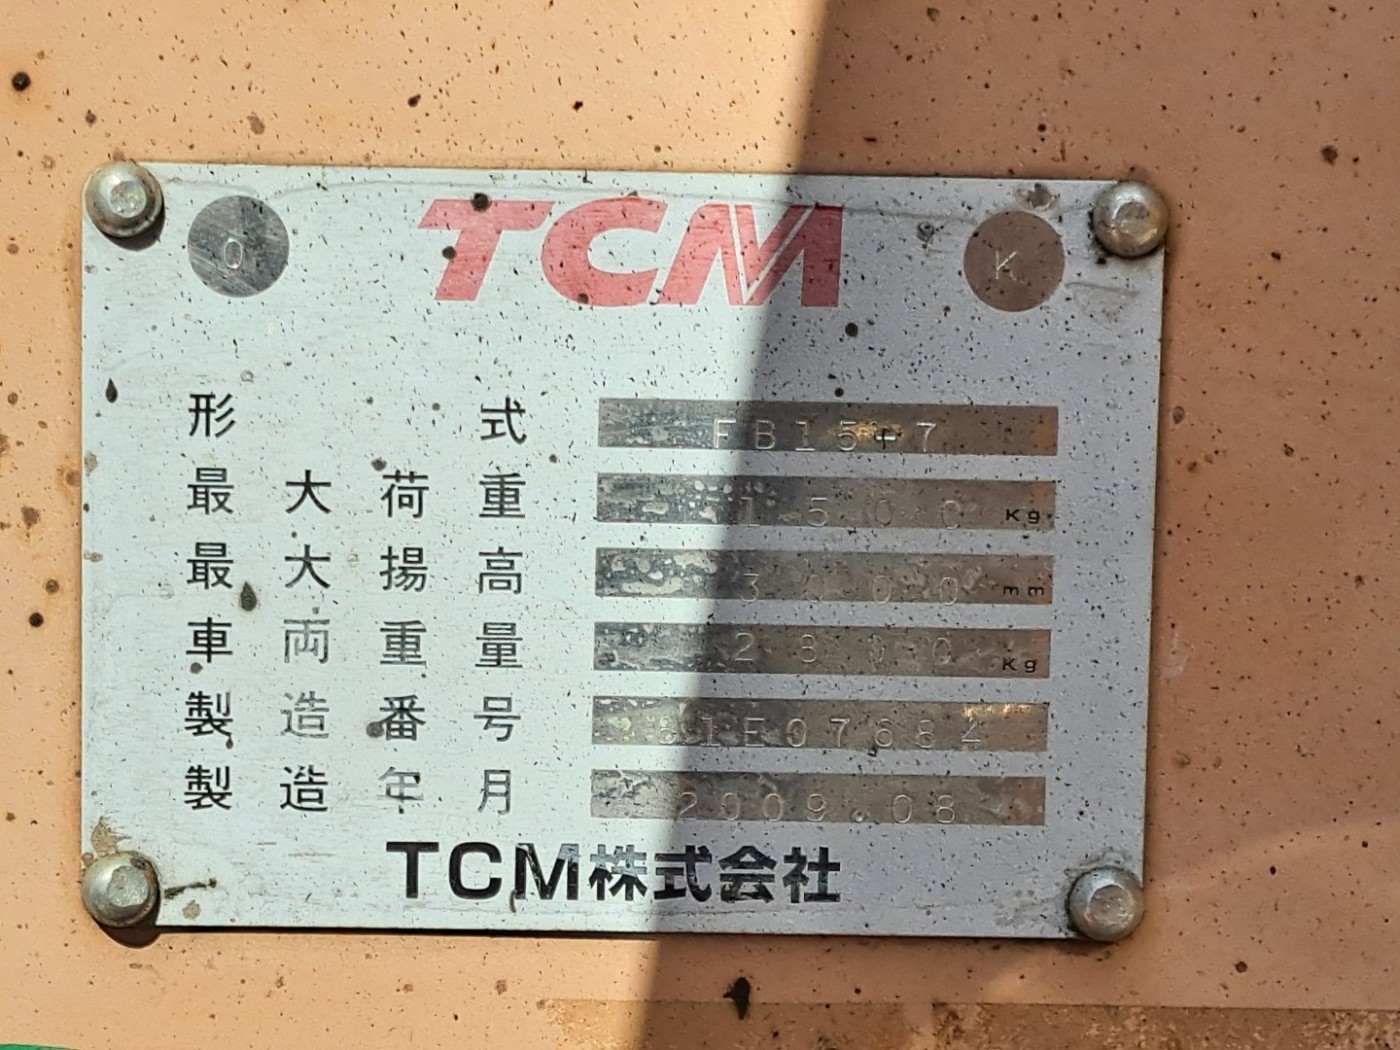 O TCM K
形式 FB15-7
最大荷重 1500 Kg
最大揚高 3000 mm
車両重量 2800 Kg
製造番号 81E07684
製造年月 2009.08
TCM株式会社